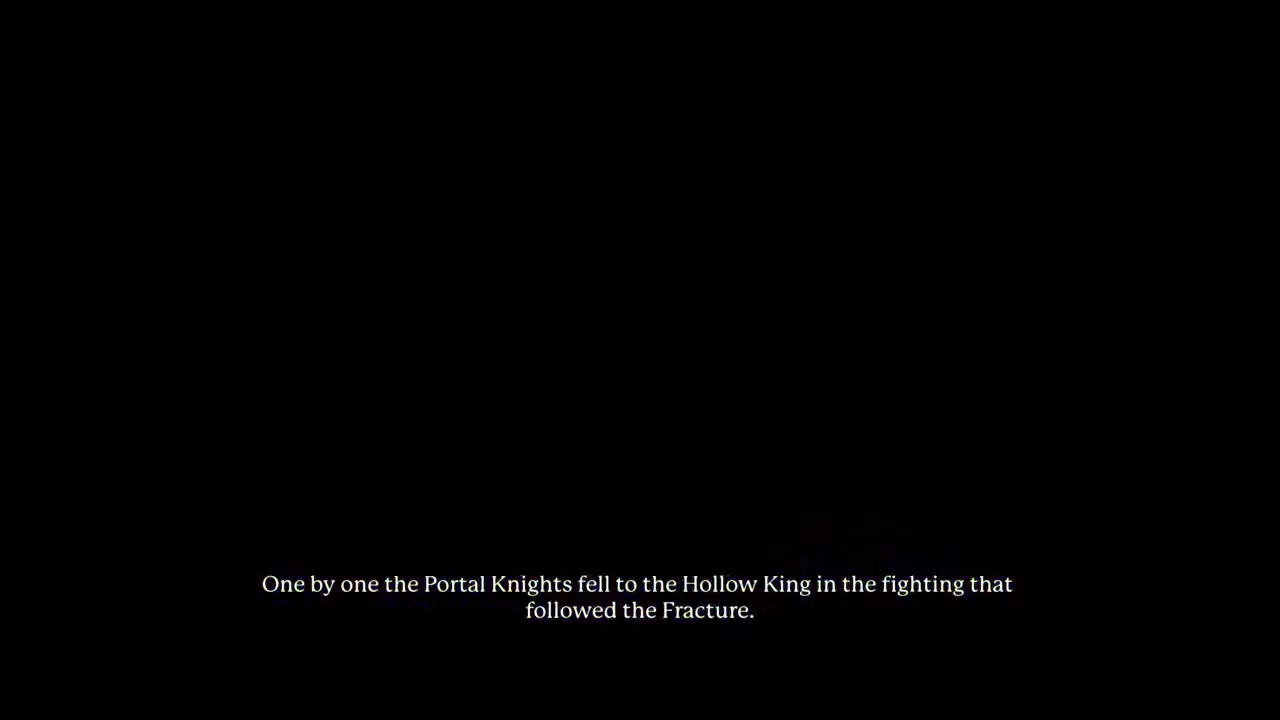 One by one the Portal Knights fell to the Hollow King in the fighting that
followed the Fracture.